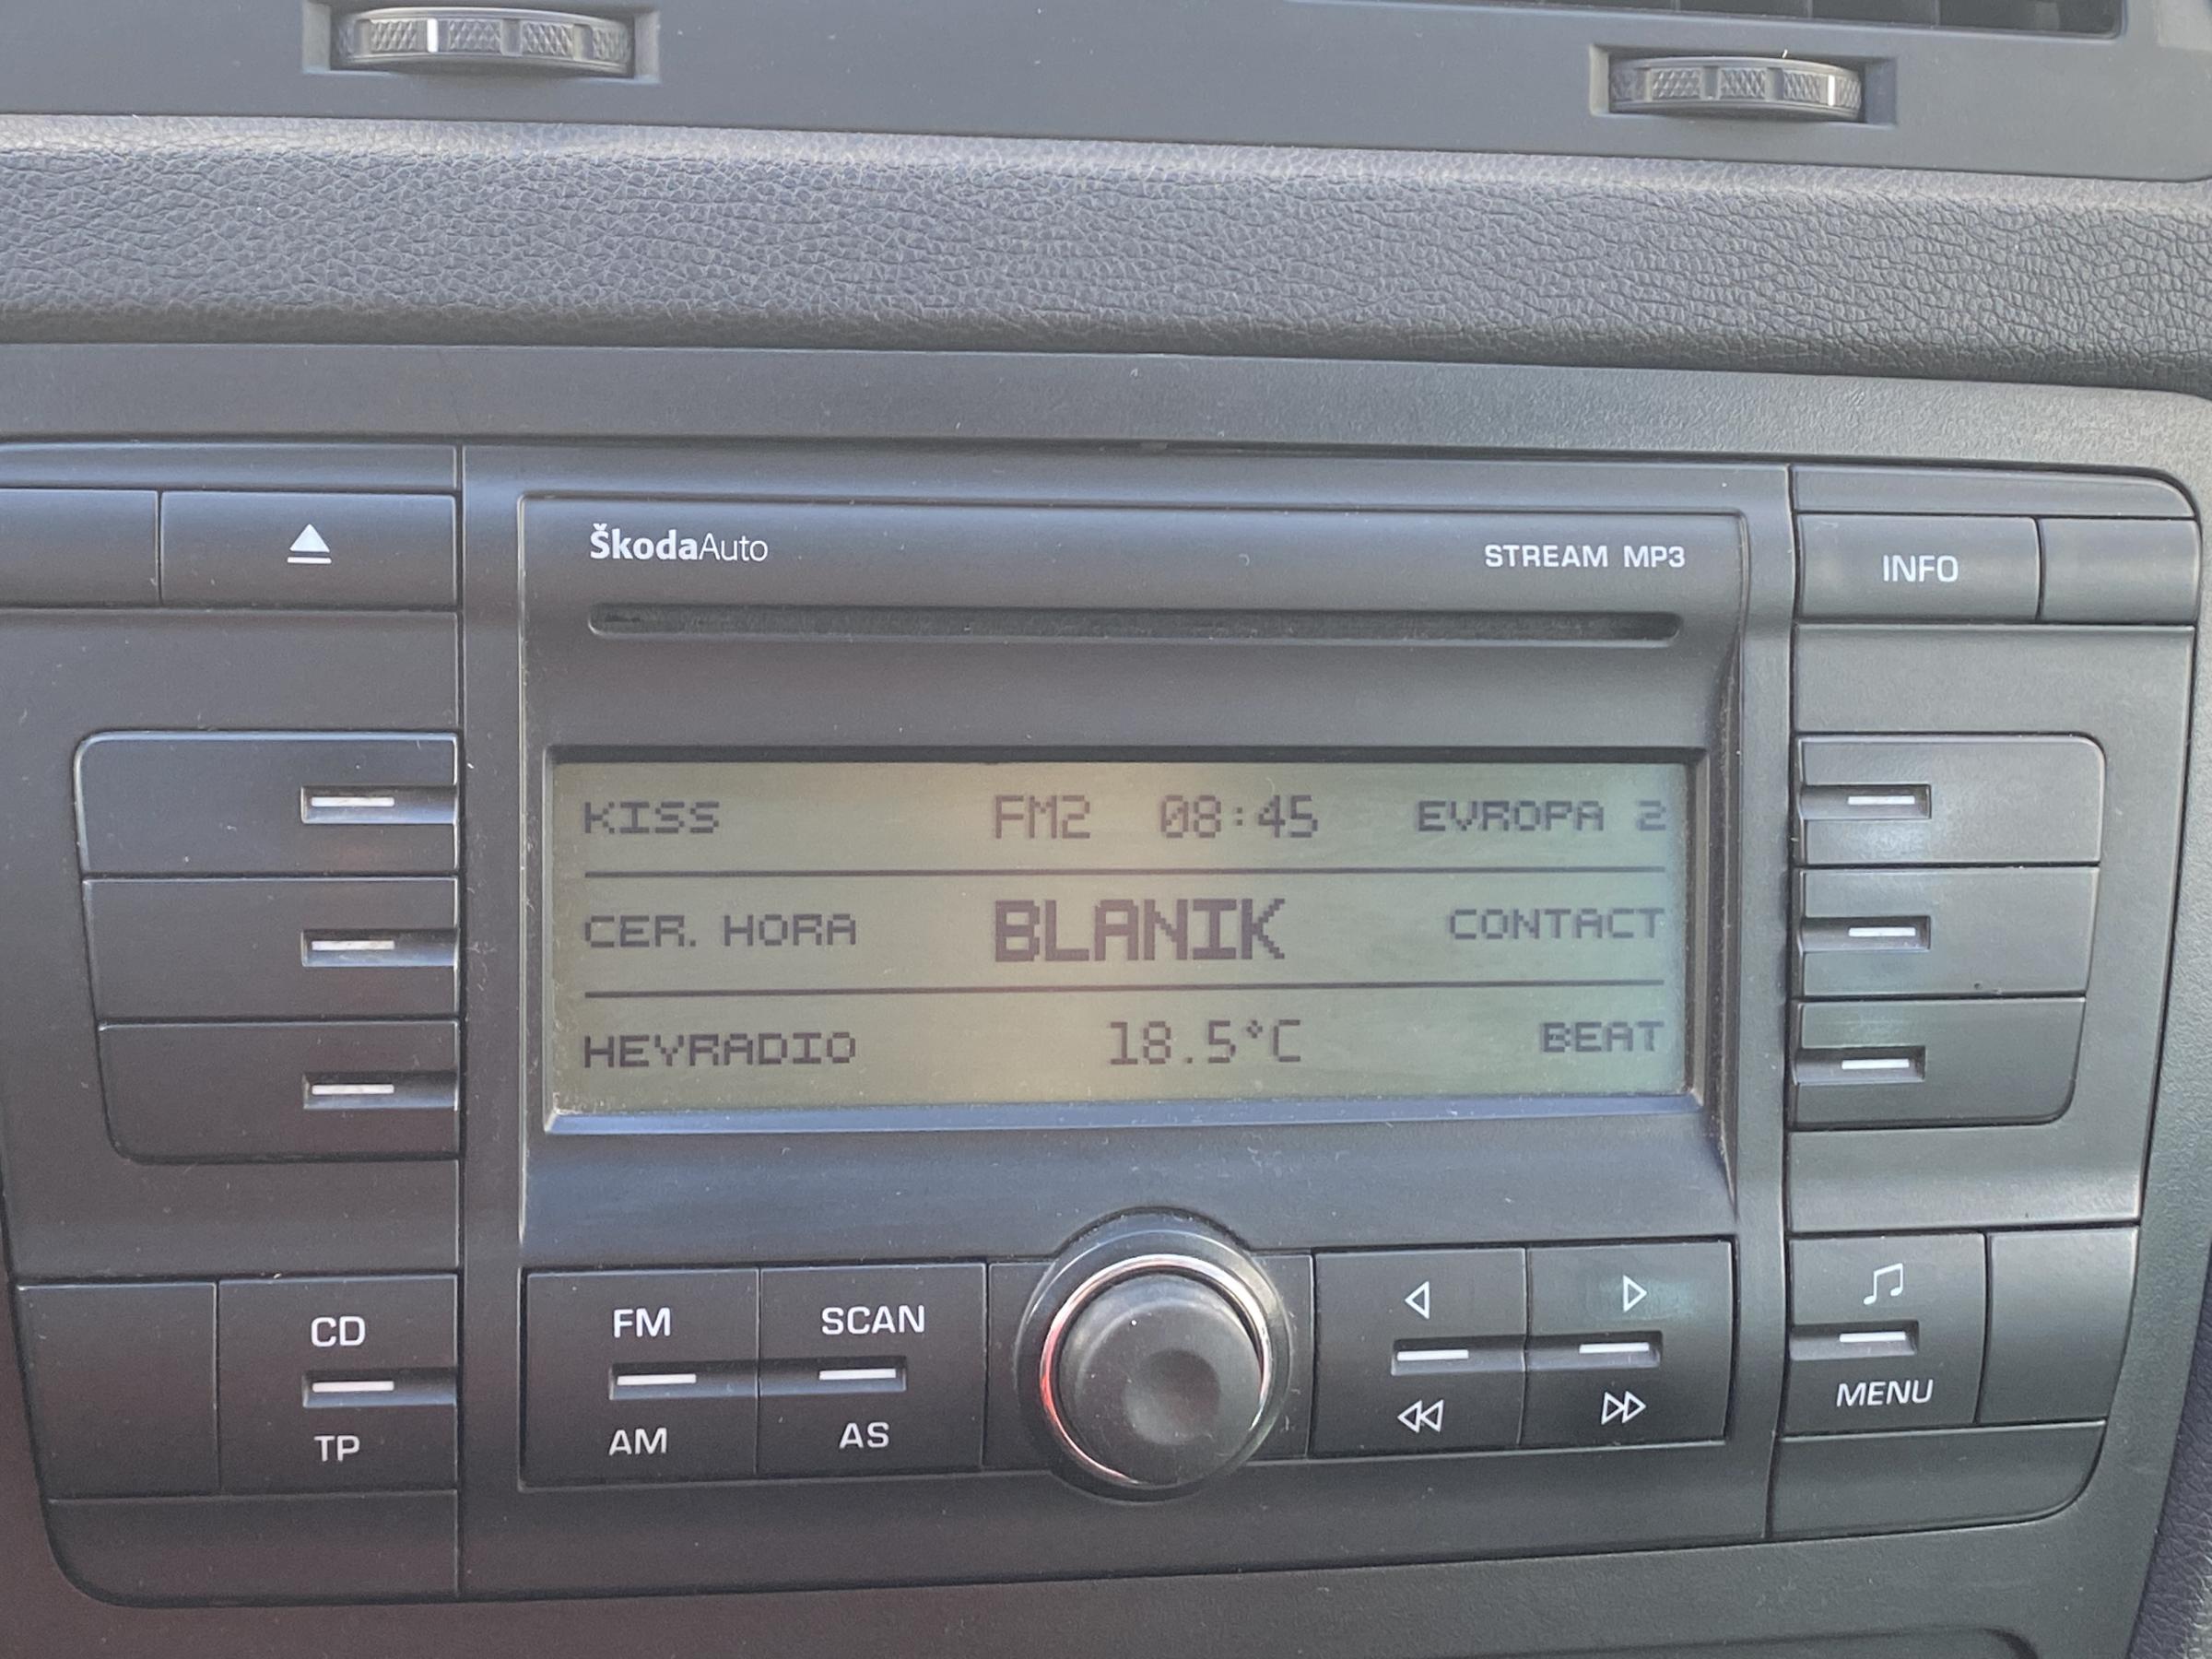 ŠkodaAuto STREAM MP3 INFO
KISS FM2 08:45 EVROPA 2
CER. HORA BLANIK CONTACT
HEYRADIO 18.5°C BEAT
CD FM SCAN
TP AM AS MENU